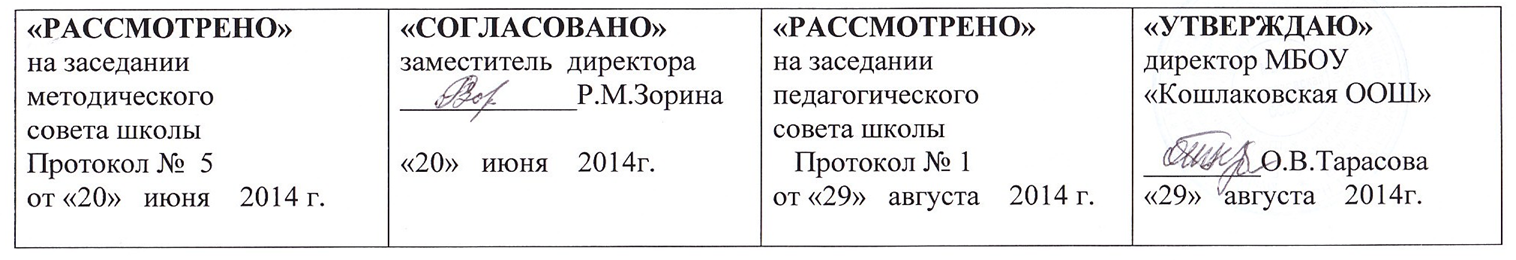 «РАССМОТРЕНО»
на заседании
методического
совета школы
Протокол № 5
от «20» июня 2014 г.
«СОГЛАСОВАНО»
заместитель директора
____________Р.М.Зорина
«20» июня 2014г.
«РАССМОТРЕНО»
на заседании
педагогического
совета школы
Протокол № 1
от «29» августа 2014 г.
«УТВЕРЖДАЮ»
директор МБОУ
«Кошлаковская ООШ»
________О.В.Тарасова
«29» августа 2014г.